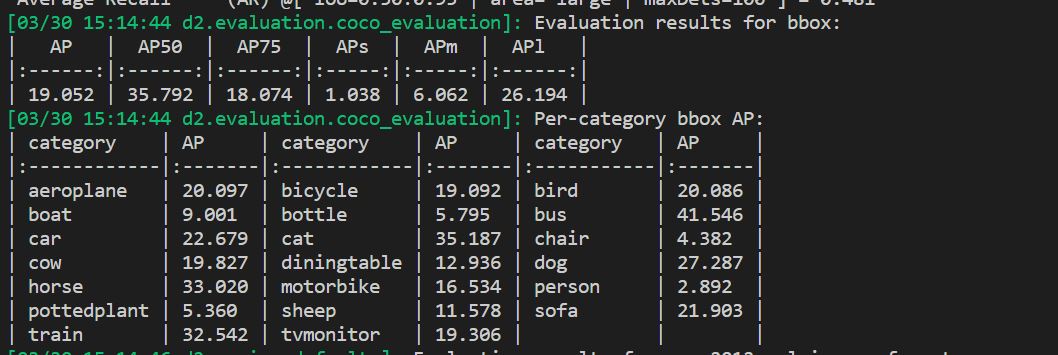 Average Recall     (AR) @[ IoU=0.50:0.95 | area= large | maxDets=100 ] = 0.481
[03/30 15:14:44 d2.evaluation.coco_evaluation]: Evaluation results for bbox:
|   AP   |  AP50  |  AP75  |  APs  |  APm  |  APl   |
|:------:|:------:|:------:|:-----:|:-----:|:------:|
| 19.052 | 35.792 | 18.074 | 1.038 | 6.062 | 26.194 |
[03/30 15:14:44 d2.evaluation.coco_evaluation]: Per-category bbox AP:
| category    | AP     | category    | AP     | category   | AP     |
|:------------|:-------|:------------|:-------|:-----------|:-------|
| aeroplane   | 20.097 | bicycle     | 19.092 | bird       | 20.086 |
| boat        | 9.001  | bottle      | 5.795  | bus        | 41.546 |
| car         | 22.679 | cat         | 35.187 | chair      | 4.382  |
| cow         | 19.827 | diningtable | 12.936 | dog        | 27.287 |
| horse       | 33.020 | motorbike   | 16.534 | person     | 2.892  |
| pottedplant | 5.360  | sheep       | 11.578 | sofa       | 21.903 |
| train       | 32.542 | tvmonitor   | 19.306 |            |        |